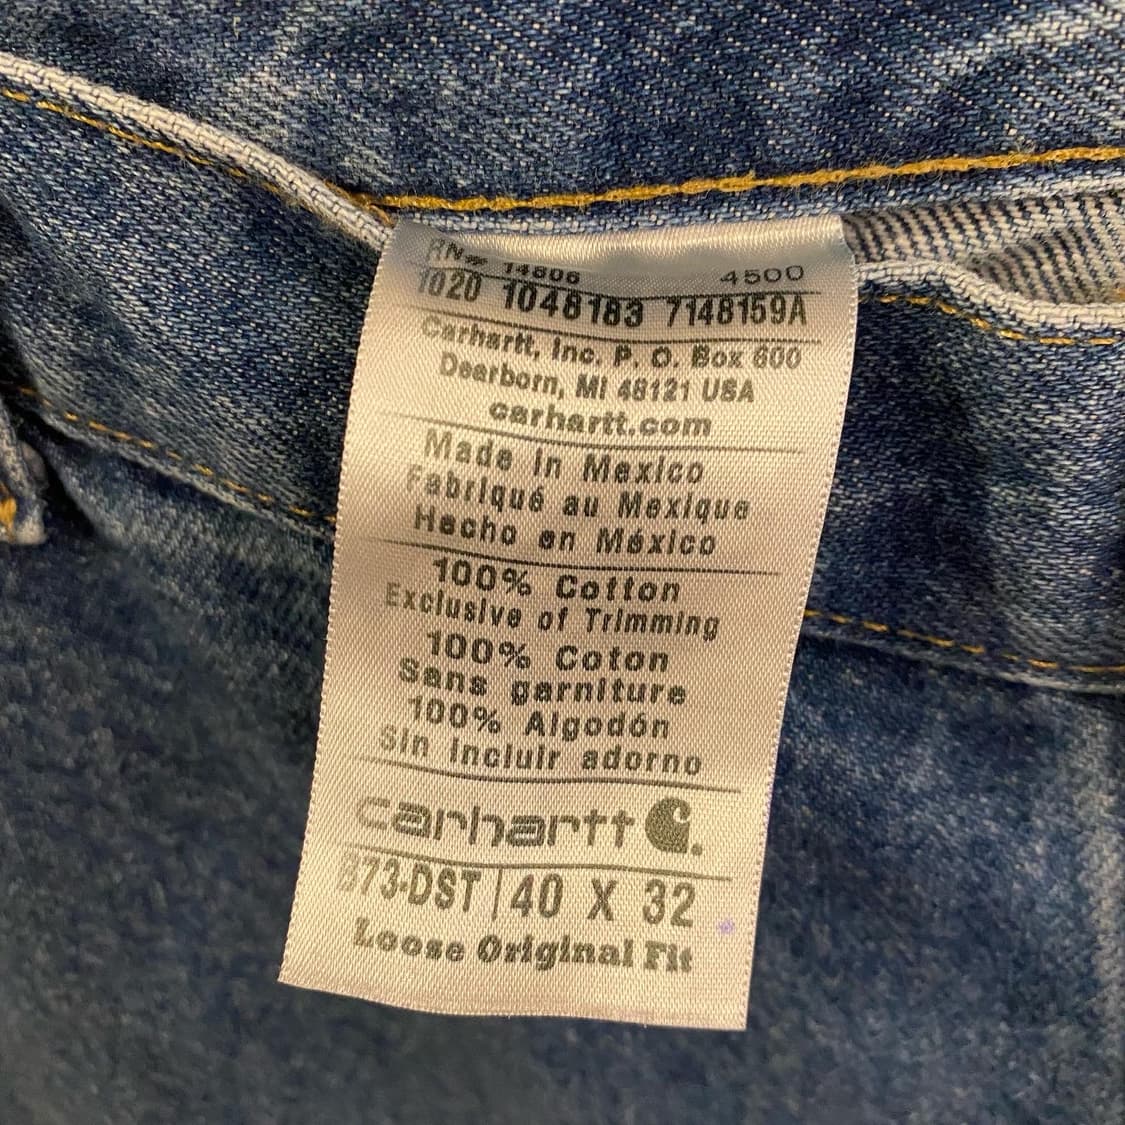 RN# 14806 4500
1020 1048183 7148159A
Carhartt, Inc. P. O. Box 600
Dearborn, MI 48121 USA
carhartt.com
Made in Mexico
Fabriqué au Mexique
Hecho en México
100% Cotton
Exclusive of Trimming
100% Coton
Sans garniture
100% Algodón
Sin incluir adorno
carhartt
B73-DST | 40 X 32
Loose Original Fit